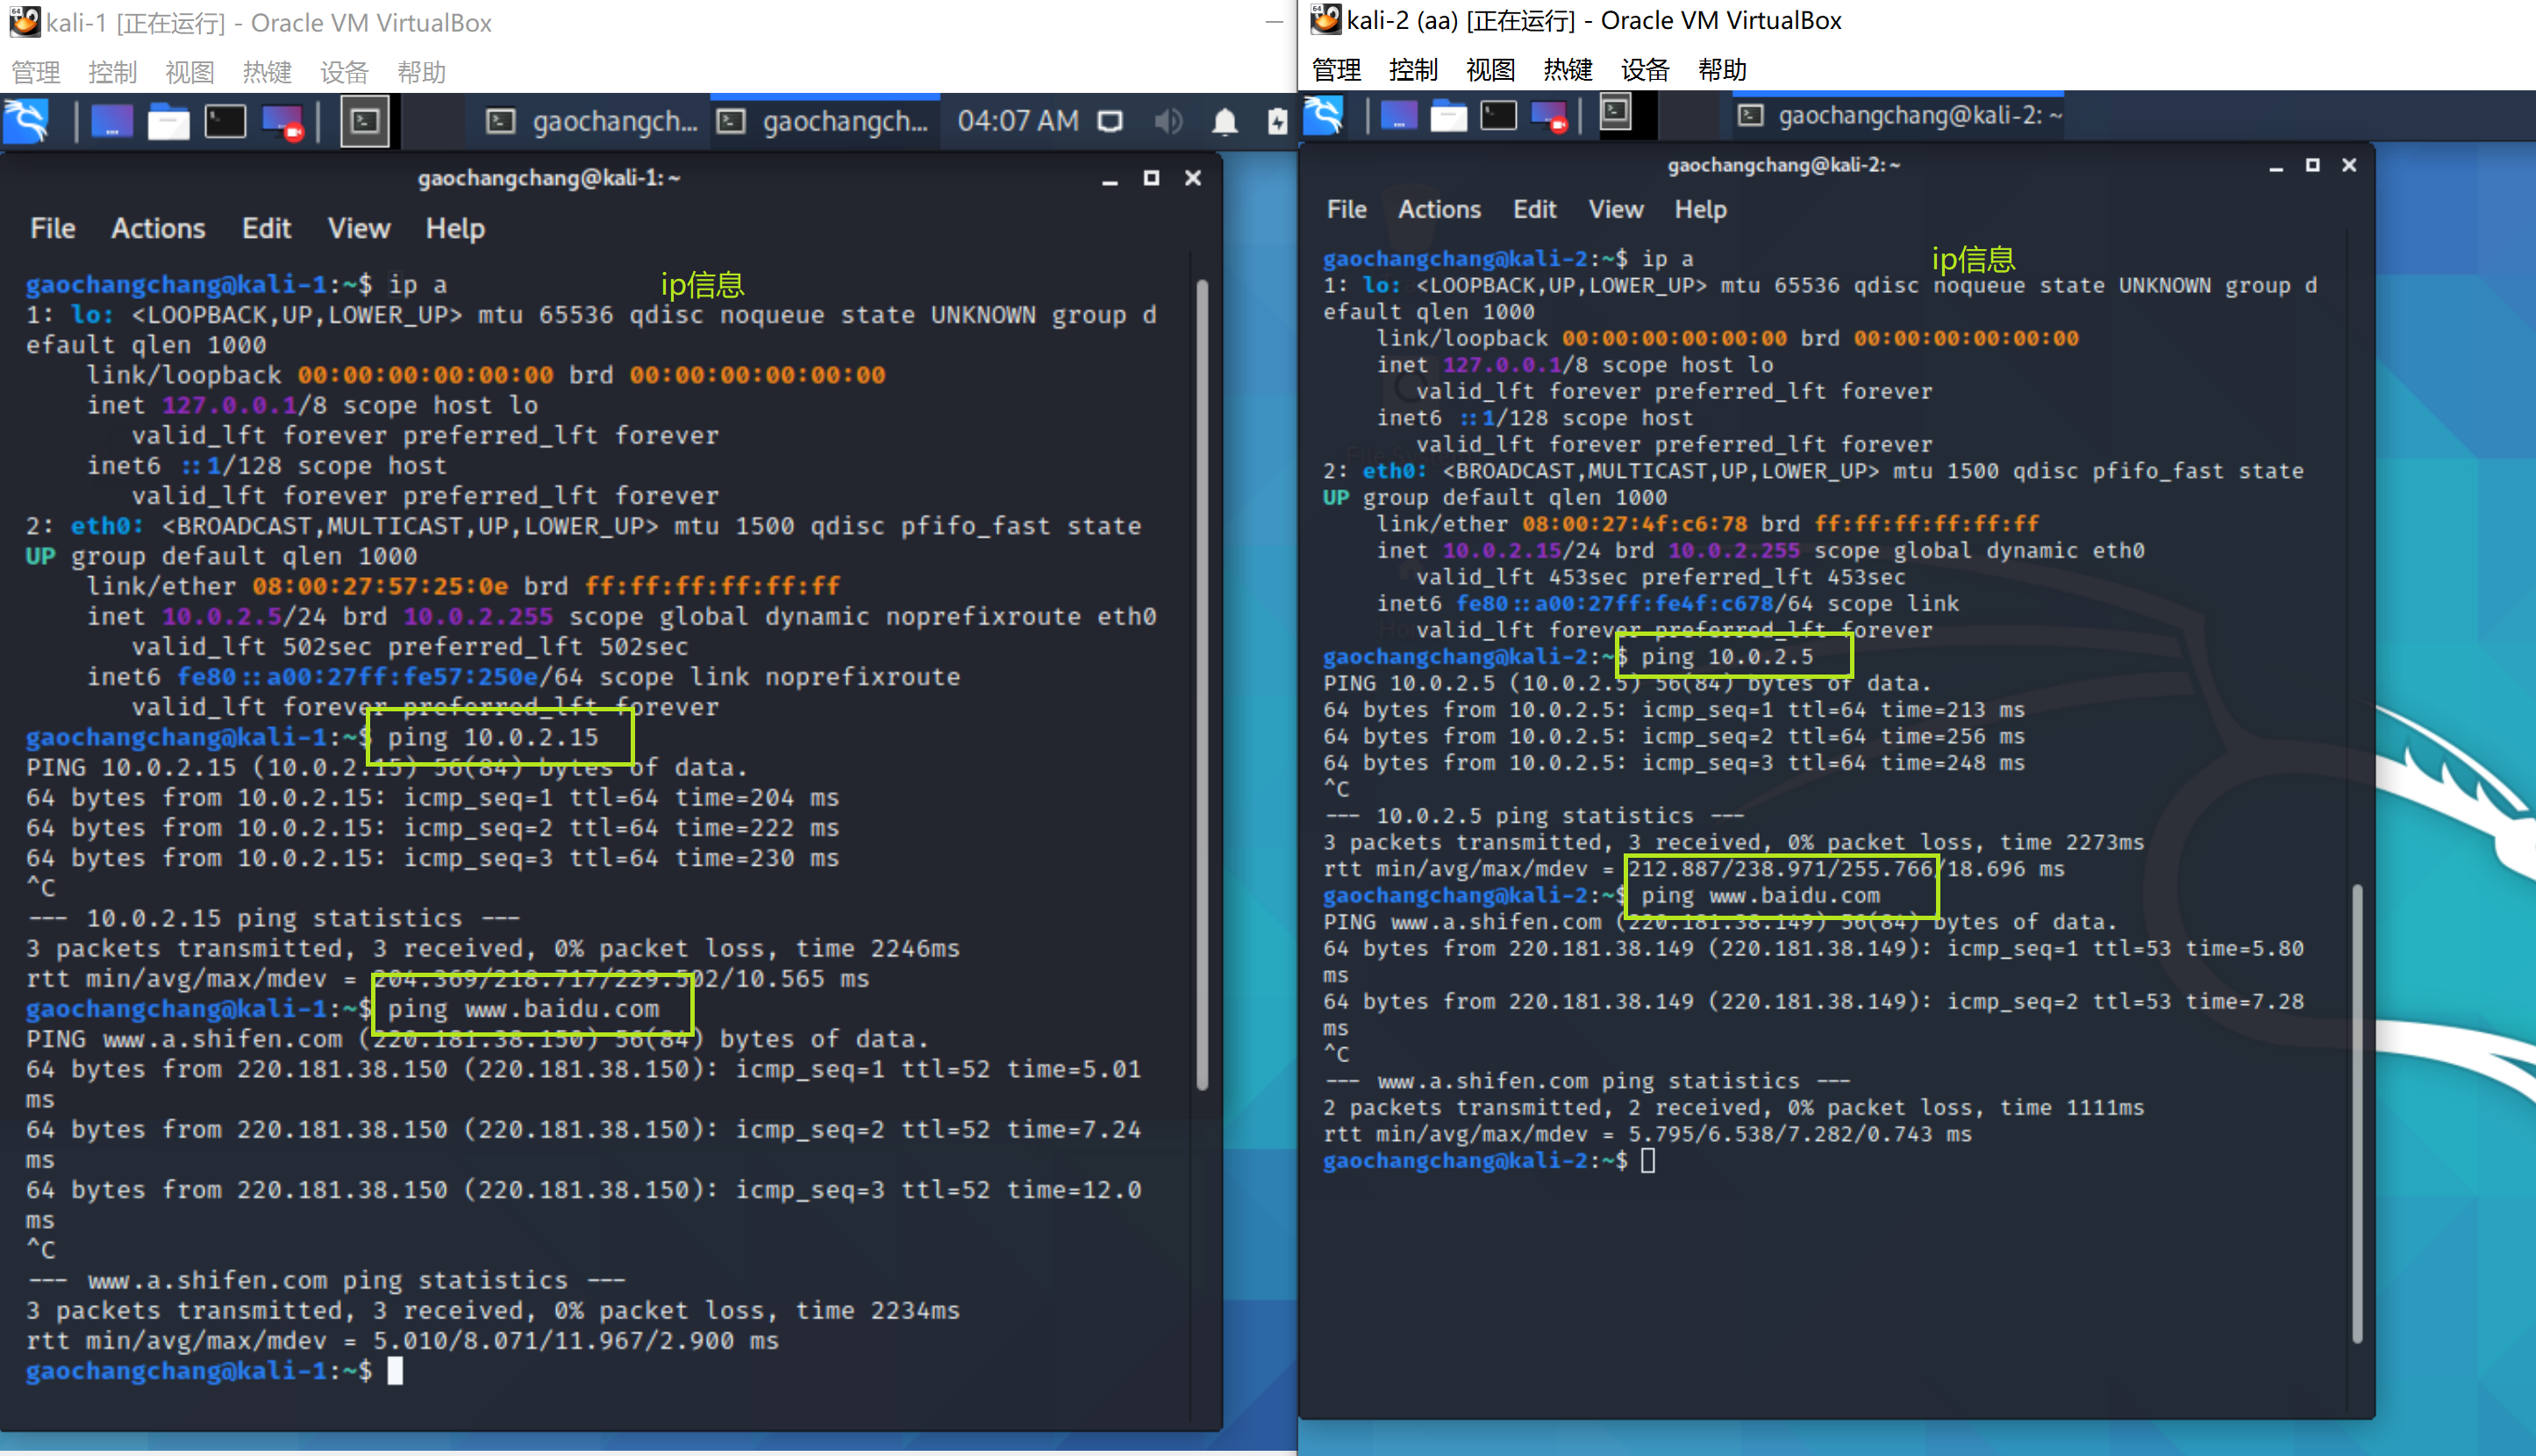 kali-1 [正在运行] - Oracle VM VirtualBox
管理 控制 视图 热键 设备 帮助
gaochangch... gaochangch... 04:07 AM
gaochangchang@kali-1: ~
File Actions Edit View Help
gaochangchang@kali-1:~$ ip a
ip信息
1: lo: <LOOPBACK,UP,LOWER_UP> mtu 65536 qdisc noqueue state UNKNOWN group d
efault qlen 1000
link/loopback 00:00:00:00:00:00 brd 00:00:00:00:00:00
inet 127.0.0.1/8 scope host lo
valid_lft forever preferred_lft forever
inet6 ::1/128 scope host
valid_lft forever preferred_lft forever
2: eth0: <BROADCAST,MULTICAST,UP,LOWER_UP> mtu 1500 qdisc pfifo_fast state
UP group default qlen 1000
link/ether 08:00:27:57:25:0e brd ff:ff:ff:ff:ff:ff
inet 10.0.2.5/24 brd 10.0.2.255 scope global dynamic noprefixroute eth0
valid_lft 502sec preferred_lft 502sec
inet6 fe80::a00:27ff:fe57:250e/64 scope link noprefixroute
valid_lft forever preferred_lft forever
gaochangchang@kali-1:~$ ping 10.0.2.15
PING 10.0.2.15 (10.0.2.15) 56(84) bytes of data.
64 bytes from 10.0.2.15: icmp_seq=1 ttl=64 time=204 ms
64 bytes from 10.0.2.15: icmp_seq=2 ttl=64 time=222 ms
64 bytes from 10.0.2.15: icmp_seq=3 ttl=64 time=230 ms
^C
--- 10.0.2.15 ping statistics ---
3 packets transmitted, 3 received, 0% packet loss, time 2246ms
rtt min/avg/max/mdev = 204.369/218.717/229.502/10.565 ms
gaochangchang@kali-1:~$ ping www.baidu.com
PING www.a.shifen.com (220.181.38.150) 56(84) bytes of data.
64 bytes from 220.181.38.150 (220.181.38.150): icmp_seq=1 ttl=52 time=5.01
ms
64 bytes from 220.181.38.150 (220.181.38.150): icmp_seq=2 ttl=52 time=7.24
ms
64 bytes from 220.181.38.150 (220.181.38.150): icmp_seq=3 ttl=52 time=12.0
ms
^C
--- www.a.shifen.com ping statistics ---
3 packets transmitted, 3 received, 0% packet loss, time 2234ms
rtt min/avg/max/mdev = 5.010/8.071/11.967/2.900 ms
gaochangchang@kali-1:~$
kali-2 (aa) [正在运行] - Oracle VM VirtualBox
管理 控制 视图 热键 设备 帮助
gaochangchang@kali-2: ~
gaochangchang@kali-2: ~
File Actions Edit View Help
gaochangchang@kali-2:~$ ip a
ip信息
1: lo: <LOOPBACK,UP,LOWER_UP> mtu 65536 qdisc noqueue state UNKNOWN group d
efault qlen 1000
link/loopback 00:00:00:00:00:00 brd 00:00:00:00:00:00
inet 127.0.0.1/8 scope host lo
valid_lft forever preferred_lft forever
inet6 ::1/128 scope host
valid_lft forever preferred_lft forever
2: eth0: <BROADCAST,MULTICAST,UP,LOWER_UP> mtu 1500 qdisc pfifo_fast state
UP group default qlen 1000
link/ether 08:00:27:4f:c6:78 brd ff:ff:ff:ff:ff:ff
inet 10.0.2.15/24 brd 10.0.2.255 scope global dynamic eth0
valid_lft 453sec preferred_lft 453sec
inet6 fe80::a00:27ff:fe4f:c678/64 scope link
valid_lft forever preferred_lft forever
gaochangchang@kali-2:~$ ping 10.0.2.5
PING 10.0.2.5 (10.0.2.5) 56(84) bytes of data.
64 bytes from 10.0.2.5: icmp_seq=1 ttl=64 time=213 ms
64 bytes from 10.0.2.5: icmp_seq=2 ttl=64 time=256 ms
64 bytes from 10.0.2.5: icmp_seq=3 ttl=64 time=248 ms
^C
--- 10.0.2.5 ping statistics ---
3 packets transmitted, 3 received, 0% packet loss, time 2273ms
rtt min/avg/max/mdev = 212.887/238.971/255.766/18.696 ms
gaochangchang@kali-2:~$ ping www.baidu.com
PING www.a.shifen.com (220.181.38.149) 56(84) bytes of data.
64 bytes from 220.181.38.149 (220.181.38.149): icmp_seq=1 ttl=53 time=5.80
ms
64 bytes from 220.181.38.149 (220.181.38.149): icmp_seq=2 ttl=53 time=7.28
ms
^C
--- www.a.shifen.com ping statistics ---
2 packets transmitted, 2 received, 0% packet loss, time 1111ms
rtt min/avg/max/mdev = 5.795/6.538/7.282/0.743 ms
gaochangchang@kali-2:~$